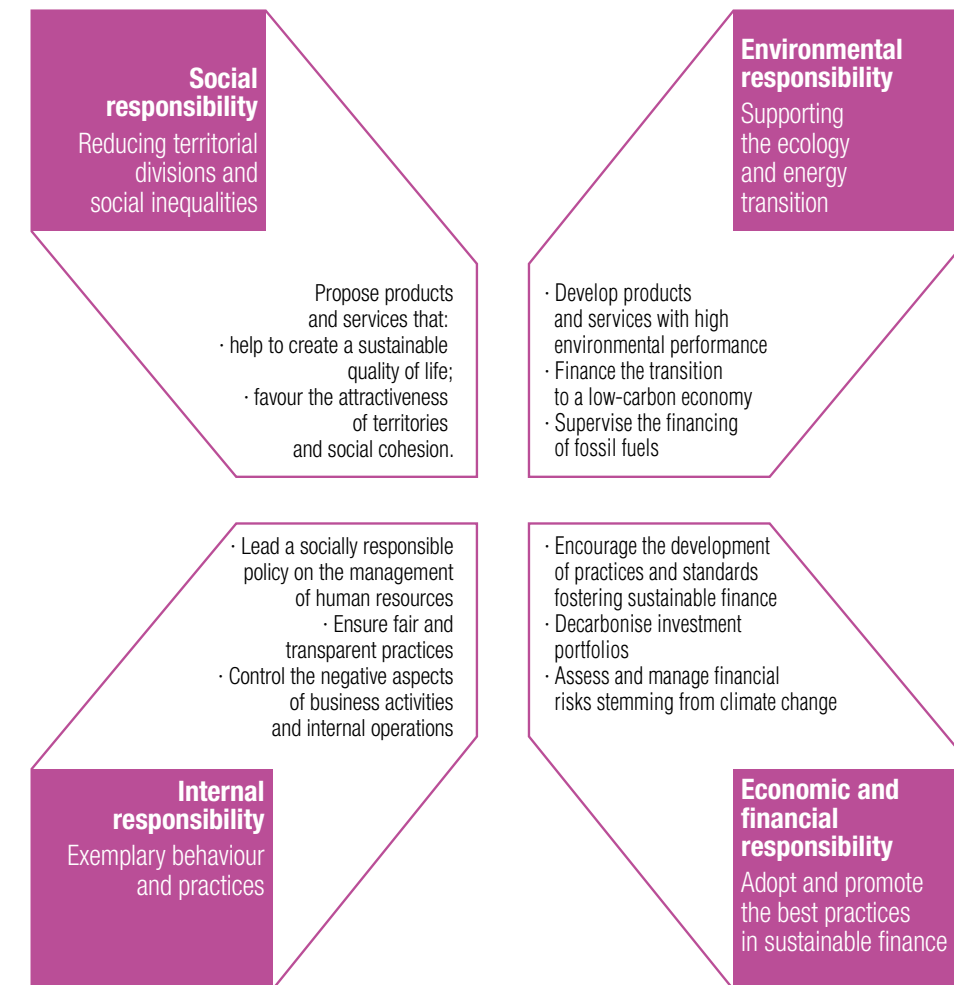 Social
responsibility
Reducing territorial
divisions and
social inequalities
Propose products
and services that:
· help to create a sustainable
quality of life;
· favour the attractiveness
of territories
and social cohesion.
Environmental
responsibility
Supporting
the ecology
and energy
transition
· Develop products
and services with high
environmental performance
· Finance the transition
to a low-carbon economy
· Supervise the financing
of fossil fuels
· Lead a socially responsible
policy on the management
of human resources
· Ensure fair and
transparent practices
· Control the negative aspects
of business activities
and internal operations
Internal
responsibility
Exemplary behaviour
and practices
· Encourage the development
of practices and standards
fostering sustainable finance
· Decarbonise investment
portfolios
· Assess and manage financial
risks stemming from climate change
Economic and
financial
responsibility
Adopt and promote
the best practices
in sustainable finance